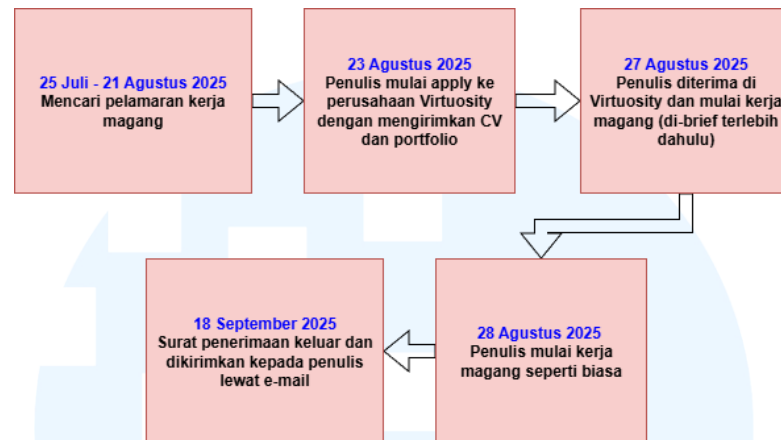 25 Juli - 21 Agustus 2025
Mencari pelamaran kerja
magang
23 Agustus 2025
Penulis mulai apply ke
perusahaan Virtuosity
dengan mengirimkan CV
dan portfolio
27 Agustus 2025
Penulis diterima di
Virtuosity dan mulai kerja
magang (di-brief terlebih
dahulu)
28 Agustus 2025
Penulis mulai kerja
magang seperti biasa
18 September 2025
Surat penerimaan keluar dan
dikirimkan kepada penulis
lewat e-mail